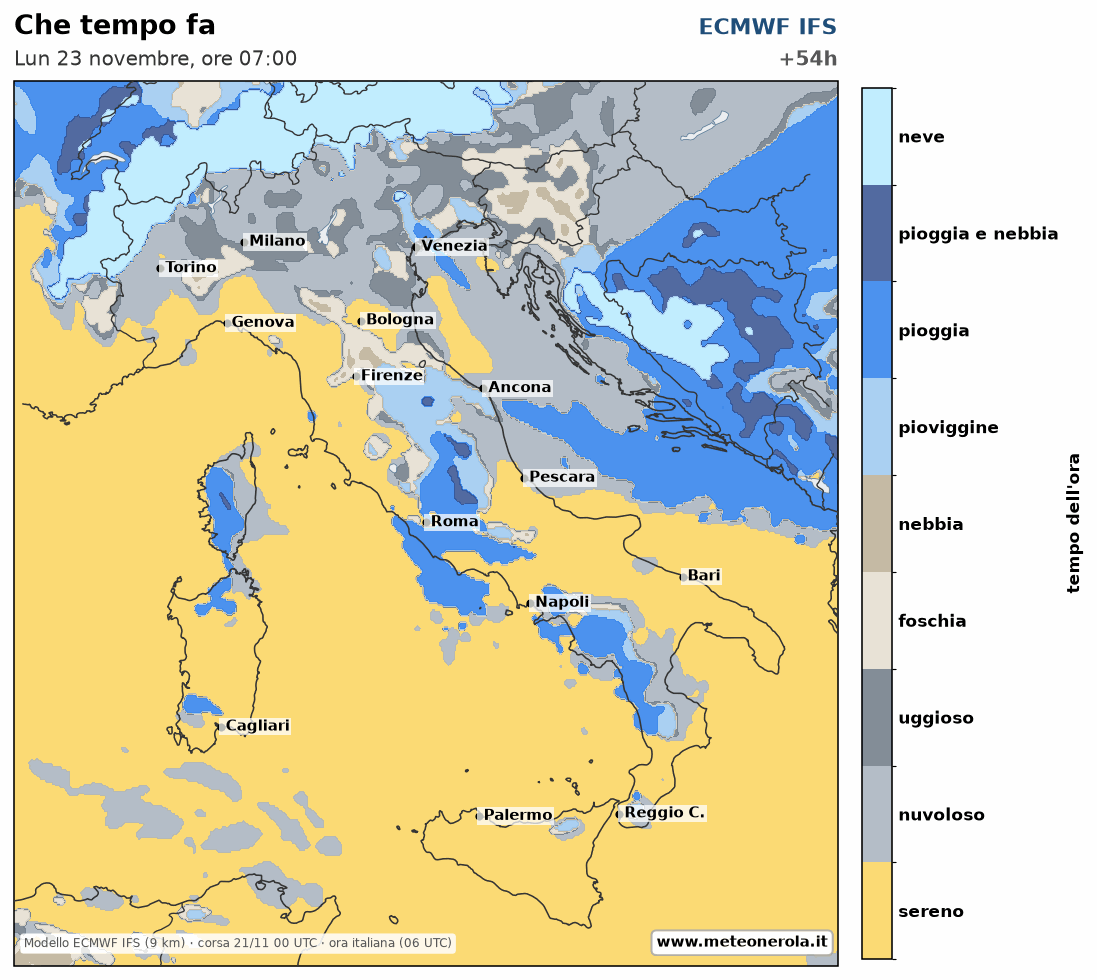 Che tempo fa
ECMWF IFS
Lun 23 novembre, ore 07:00
+54h
neve
pioggia e nebbia
pioggia
pioviggine
nebbia
foschia
uggioso
nuvoloso
sereno
tempo dell'ora
Milano
Venezia
Torino
Genova
Bologna
Firenze
Ancona
Pescara
Roma
Bari
Napoli
Cagliari
Palermo
Reggio C.
Modello ECMWF IFS (9 km) · corsa 21/11 00 UTC · ora italiana (06 UTC)
www.meteonerola.it